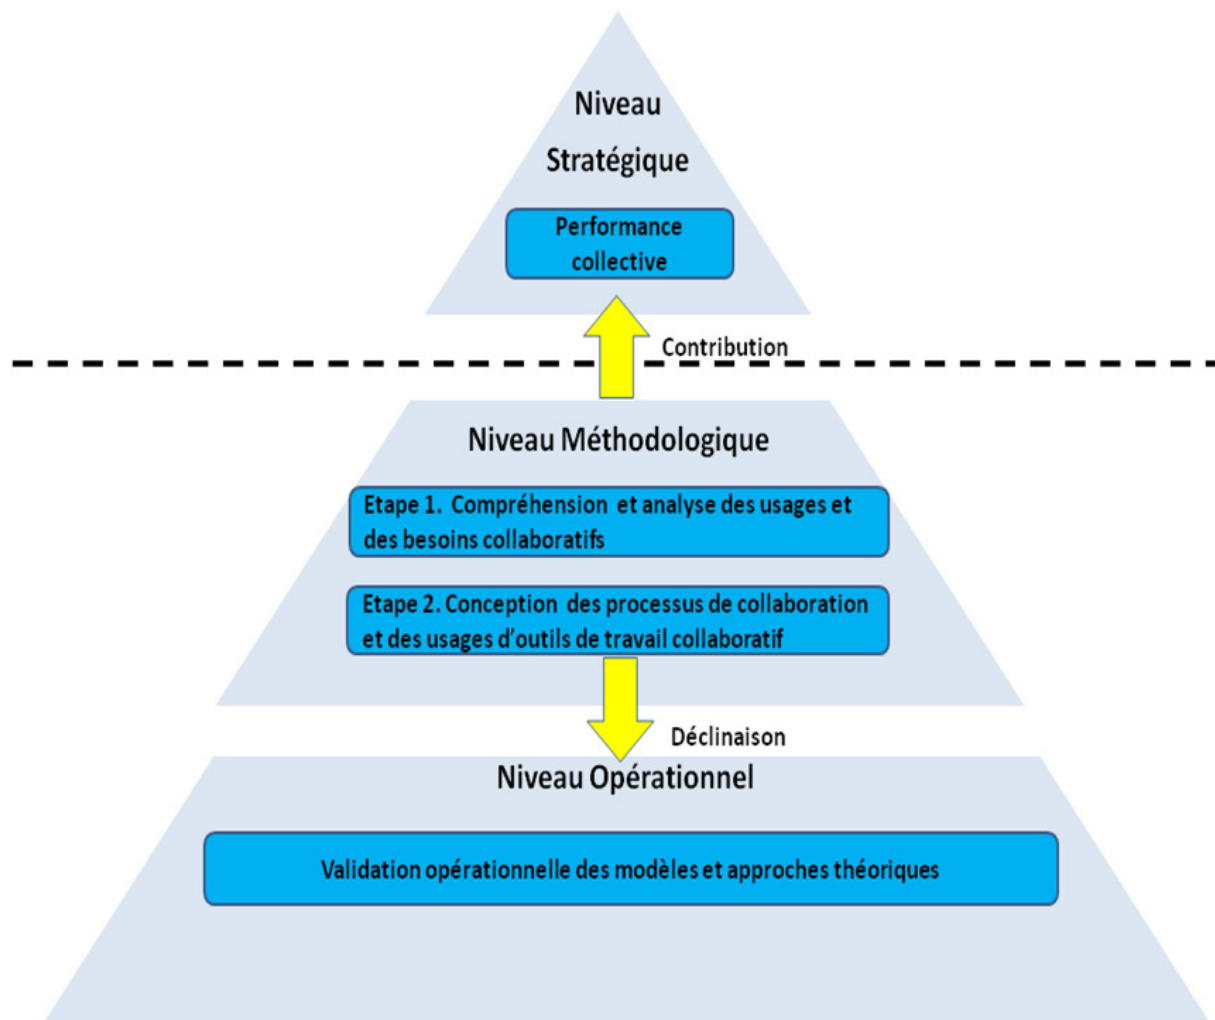 Niveau
Stratégique
Performance
collective
Contribution
Niveau Méthodologique
Etape 1. Compréhension et analyse des usages et
des besoins collaboratifs
Etape 2. Conception des processus de collaboration
et des usages d'outils de travail collaboratif
Déclinaison
Niveau Opérationnel
Validation opérationnelle des modèles et approches théoriques